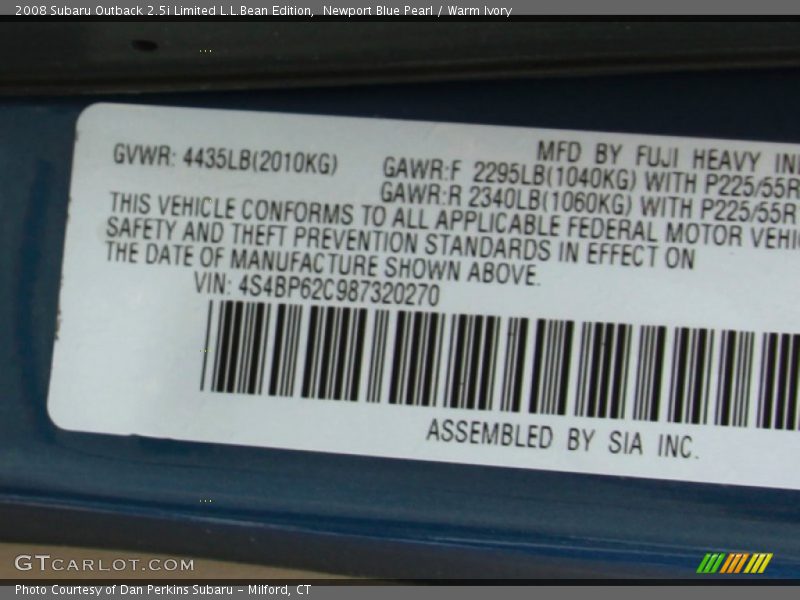 2008 Subaru Outback 2.5i Limited L.L.Bean Edition, Newport Blue Pearl / Warm Ivory
MFD BY FUJI HEAVY
GVWR: 4435LB(2010KG) GAWR:F 2295LB(1040KG) WITH P225/55R
GAWR:R 2340LB(1060KG) WITH P225/55R
THIS VEHICLE CONFORMS TO ALL APPLICABLE FEDERAL MOTOR
SAFETY AND THEFT PREVENTION STANDARDS IN EFFECT ON
THE DATE OF MANUFACTURE SHOWN ABOVE.
VIN: 4S4BP62C987320270
ASSEMBLED BY SIA INC.
GTCARLOT.COM
Photo Courtesy of Dan Perkins Subaru - Milford, CT